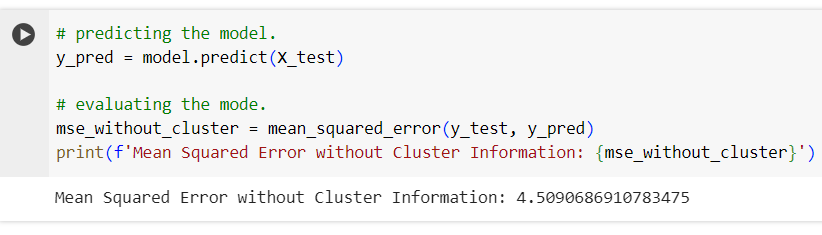 # predicting the model.
y_pred = model.predict(X_test)
# evaluating the mode.
mse_without_cluster = mean_squared_error(y_test, y_pred)
print(f'Mean Squared Error without Cluster Information: {mse_without_cluster}')
Mean Squared Error without Cluster Information: 4.5090686910783475